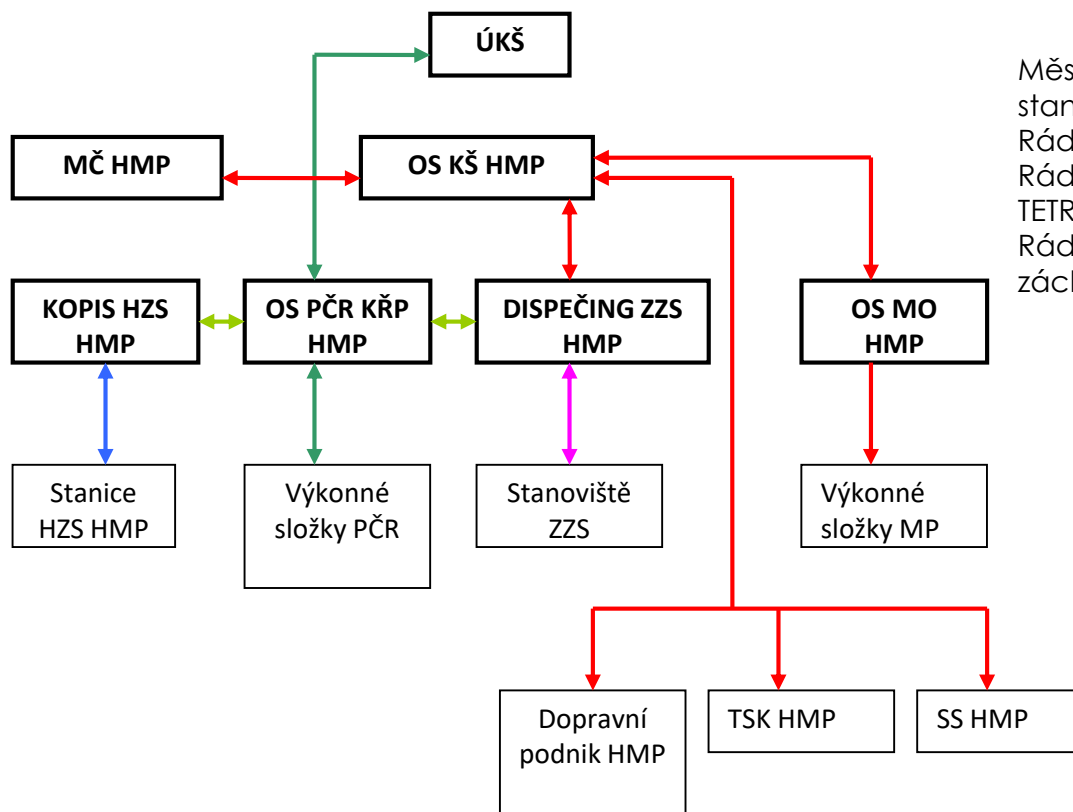 ÚKŠ
MČ HMP
OS KŠ HMP
KOPIS HZS
HMP
OS PČR KŘP
HMP
DISPEČING ZZS
HMP
OS MO
HMP
Stanice
HZS HMP
Výkonné
složky PČR
Stanoviště
ZZS
Výkonné
složky MP
Dopravní
podnik HMP
TSK HMP
SS HMP
Měs
stan
Rád
Rád
TETR
Rád
zách